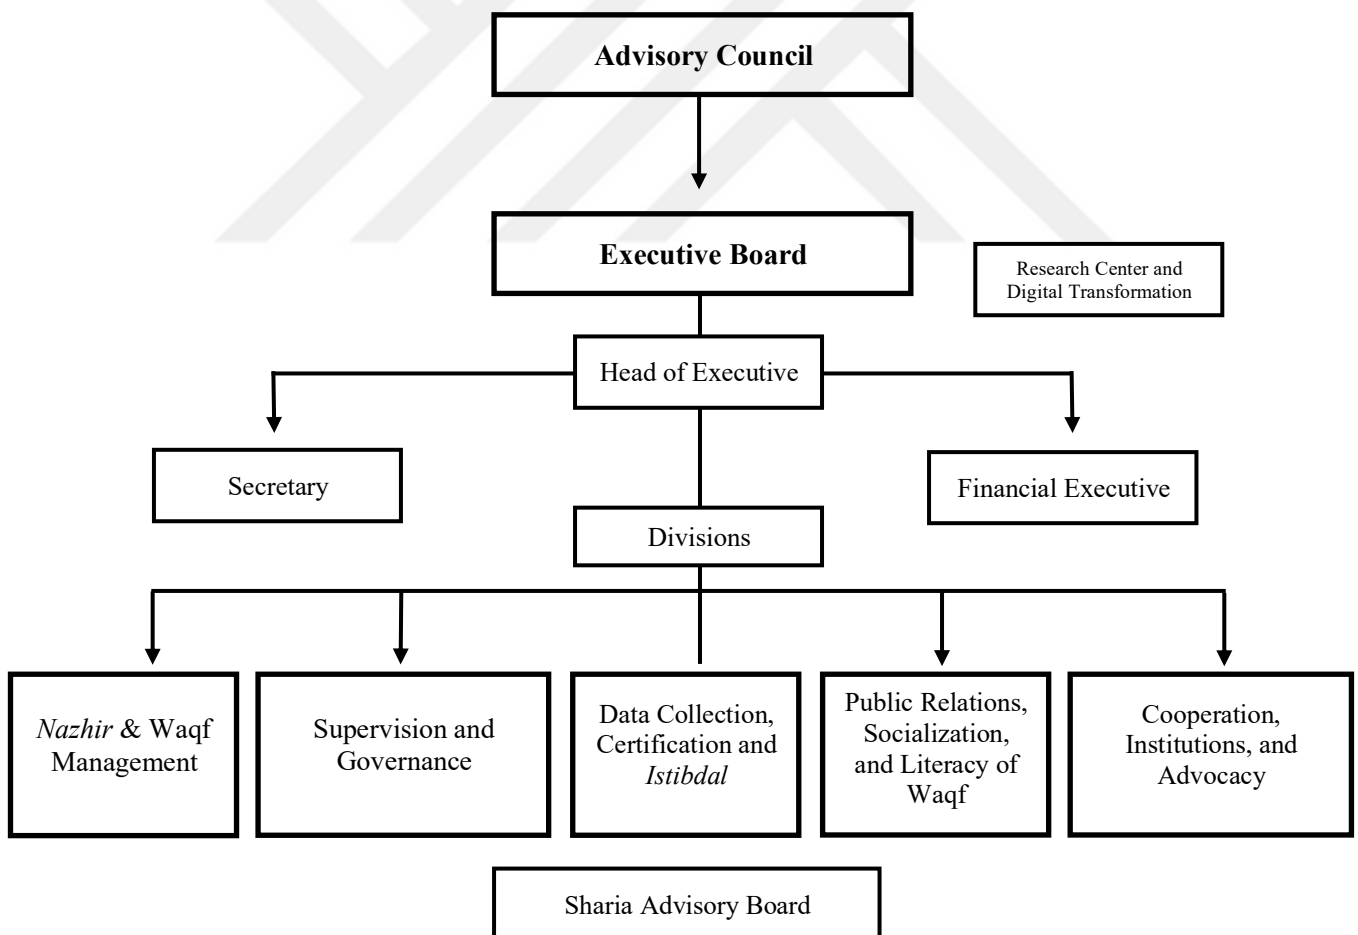 Advisory Council
Executive Board
Research Center and
Digital Transformation
Head of Executive
Secretary
Financial Executive
Divisions
Nazhir & Waqf
Management
Supervision and
Governance
Data Collection,
Certification and
Istibdal
Public Relations,
Socialization,
and Literacy of
Waqf
Cooperation,
Institutions, and
Advocacy
Sharia Advisory Board